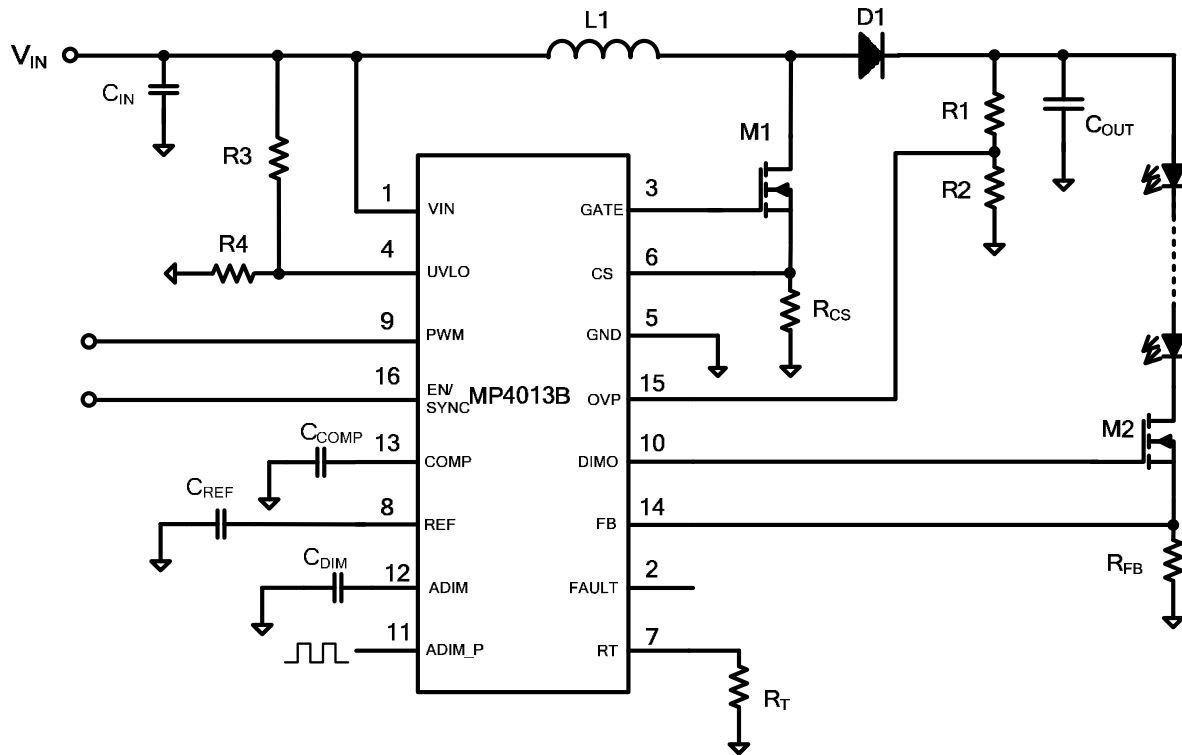 L1
D1
VIN
CIN
R3
M1
R1
COUT
R2
R4
1
VIN
GATE
3
4
UVLO
CS
6
RCS
9
PWM
GND
5
16
EN/
SYNC
MP4013B
OVP
15
CCOMP
13
COMP
DIMO
10
M2
CREF
8
REF
FB
14
CDIM
12
ADIM
FAULT
2
RFB
11
ADIM_P
RT
7
RT